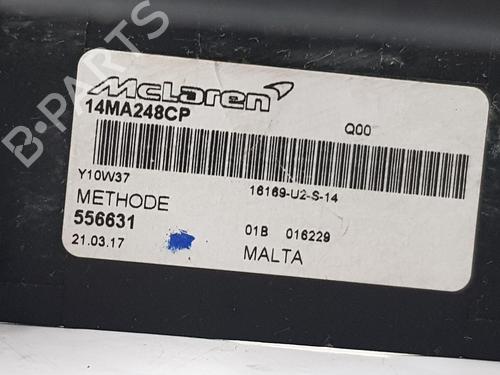 B-PARTS
McLaren
14MA248CP
Q00
Y10W37
16169-U2-S-14
METHODE
556631
01B 016229
21.03.17
MALTA